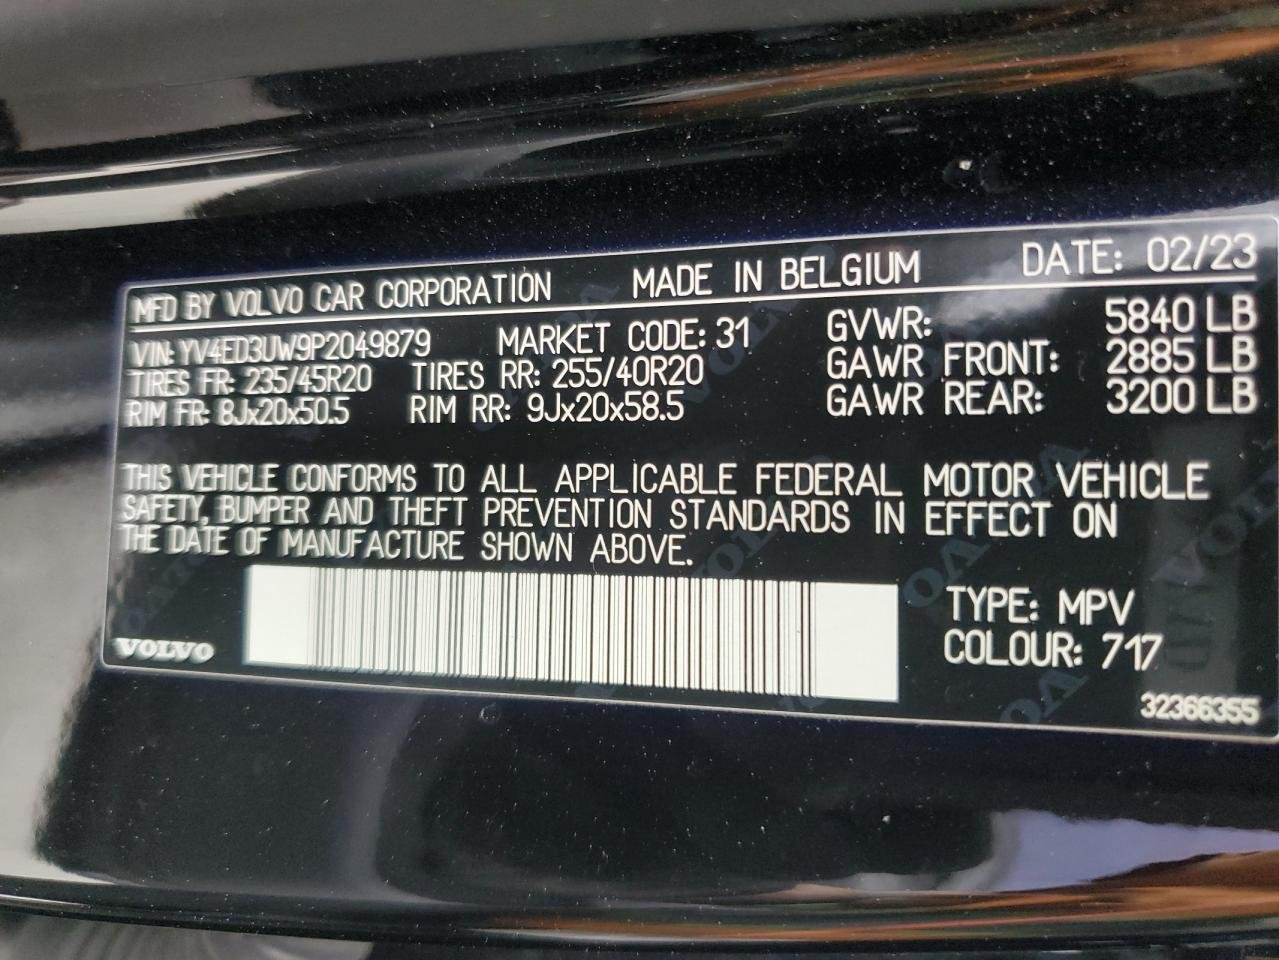 MFD BY VOLVO CAR CORPORATION MADE IN BELGIUM DATE: 02/23
VIN: YV4ED3UW9P2049879 MARKET CODE: 31 GVWR: 5840 LB
TIRES FR: 235/45R20 TIRES RR: 255/40R20 GAWR FRONT: 2885 LB
RIM FR: 8Jx20x50.5 RIM RR: 9Jx20x58.5 GAWR REAR: 3200 LB
THIS VEHICLE CONFORMS TO ALL APPLICABLE FEDERAL MOTOR VEHICLE
SAFETY, BUMPER AND THEFT PREVENTION STANDARDS IN EFFECT ON
THE DATE OF MANUFACTURE SHOWN ABOVE.
TYPE: MPV
COLOUR: 717
VOLVO
32366355